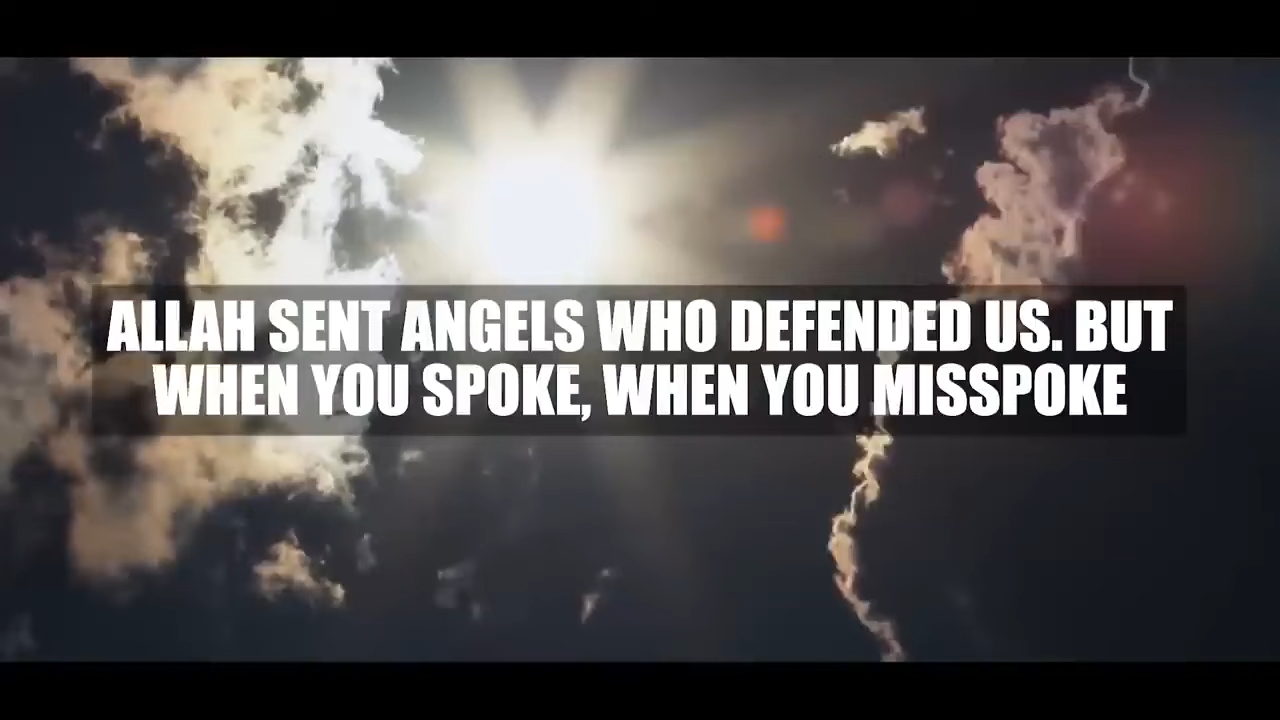 ALLAH SENT ANGELS WHO DEFENDED US. BUT
WHEN YOU SPOKE, WHEN YOU MISSPOKE